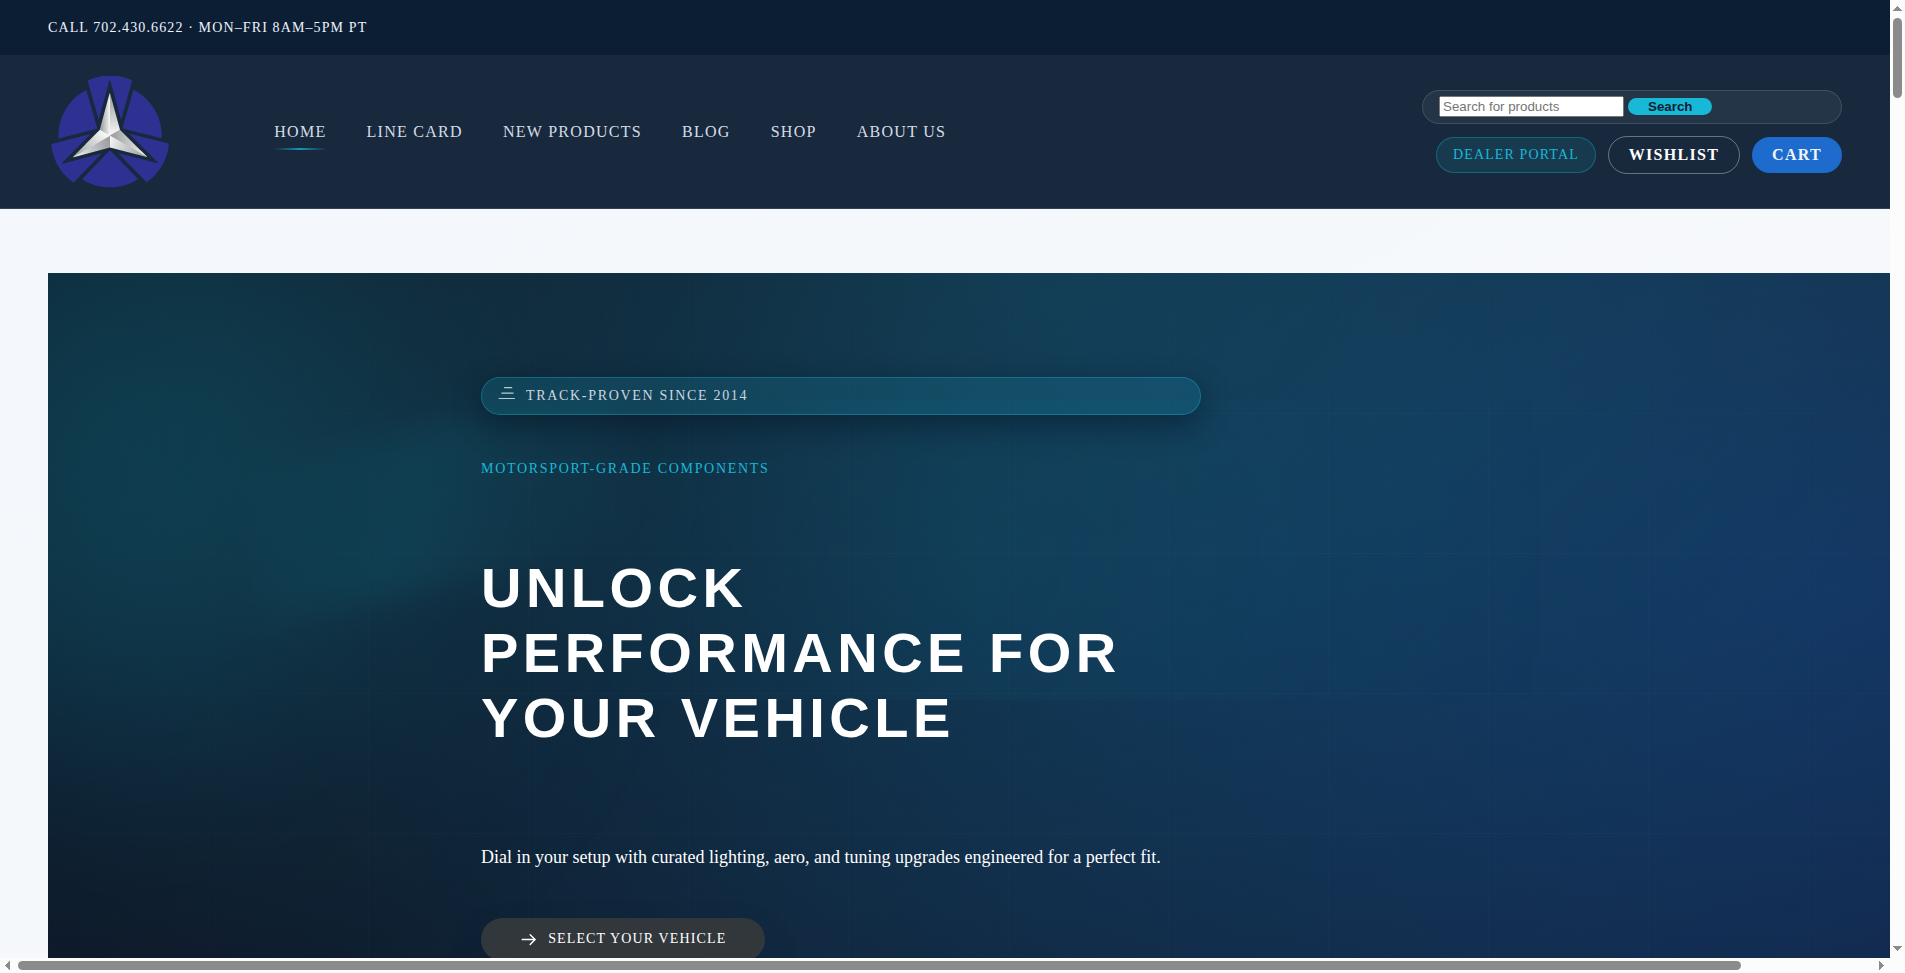 CALL 702.430.6622 · MON–FRI 8AM–5PM PT
HOME
LINE CARD
NEW PRODUCTS
BLOG
SHOP
ABOUT US
Search for products
Search
DEALER PORTAL
WISHLIST
CART
TRACK-PROVEN SINCE 2014
MOTORSPORT-GRADE COMPONENTS
UNLOCK
PERFORMANCE FOR
YOUR VEHICLE
Dial in your setup with curated lighting, aero, and tuning upgrades engineered for a perfect fit.
SELECT YOUR VEHICLE